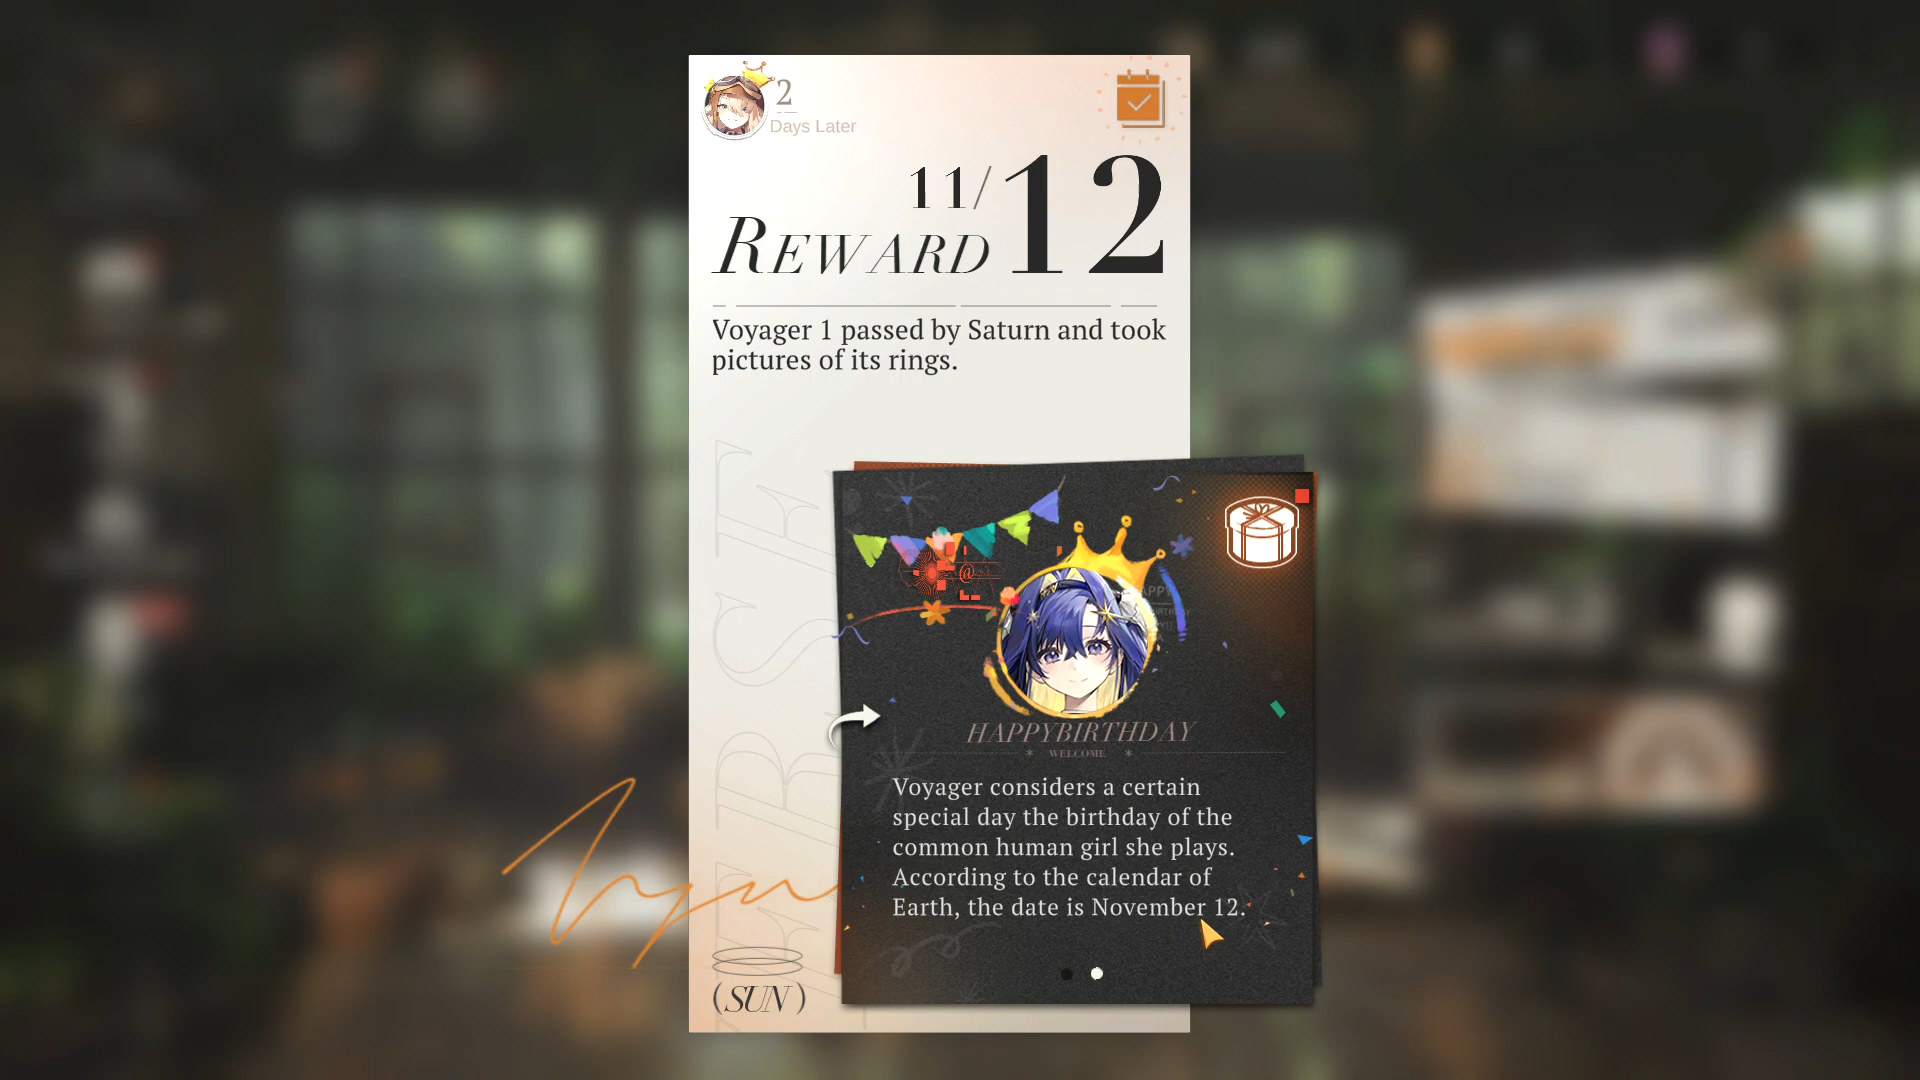 2
Days Later
11/12
REWARD
Voyager 1 passed by Saturn and took
pictures of its rings.
HAPPYBIRTHDAY
WELCOME
Voyager considers a certain
special day the birthday of the
common human girl she plays.
According to the calendar of
Earth, the date is November 12.
(SUN)